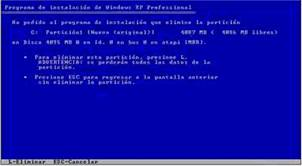 Programa de instalación de Windows XP Professional
Ha pedido al programa de instalación que elimine la partición
C: Partición1 [Nueva (original)] 4087 MB ( 4086 MB libres)
en Disco 4095 MB 0 en Id. 0 en bus 0 en atapi [MBR].
• Para eliminar esta partición, presione L.
ADVERTENCIA: se perderán todos los datos de la
partición.
• Presione ESC para regresar a la pantalla anterior
sin eliminar la partición.
L=Eliminar ESC=Cancelar